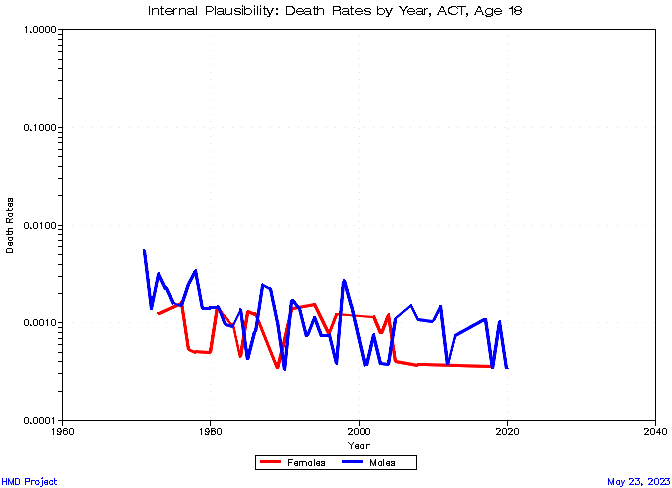 Internal Plausibility: Death Rates by Year, ACT, Age 18
1.0000
0.1000
0.0100
0.0010
0.0001
Death Rates
1960 1980 2000 2020 2040
Year
Females Males
HMD Project
May 23, 2023